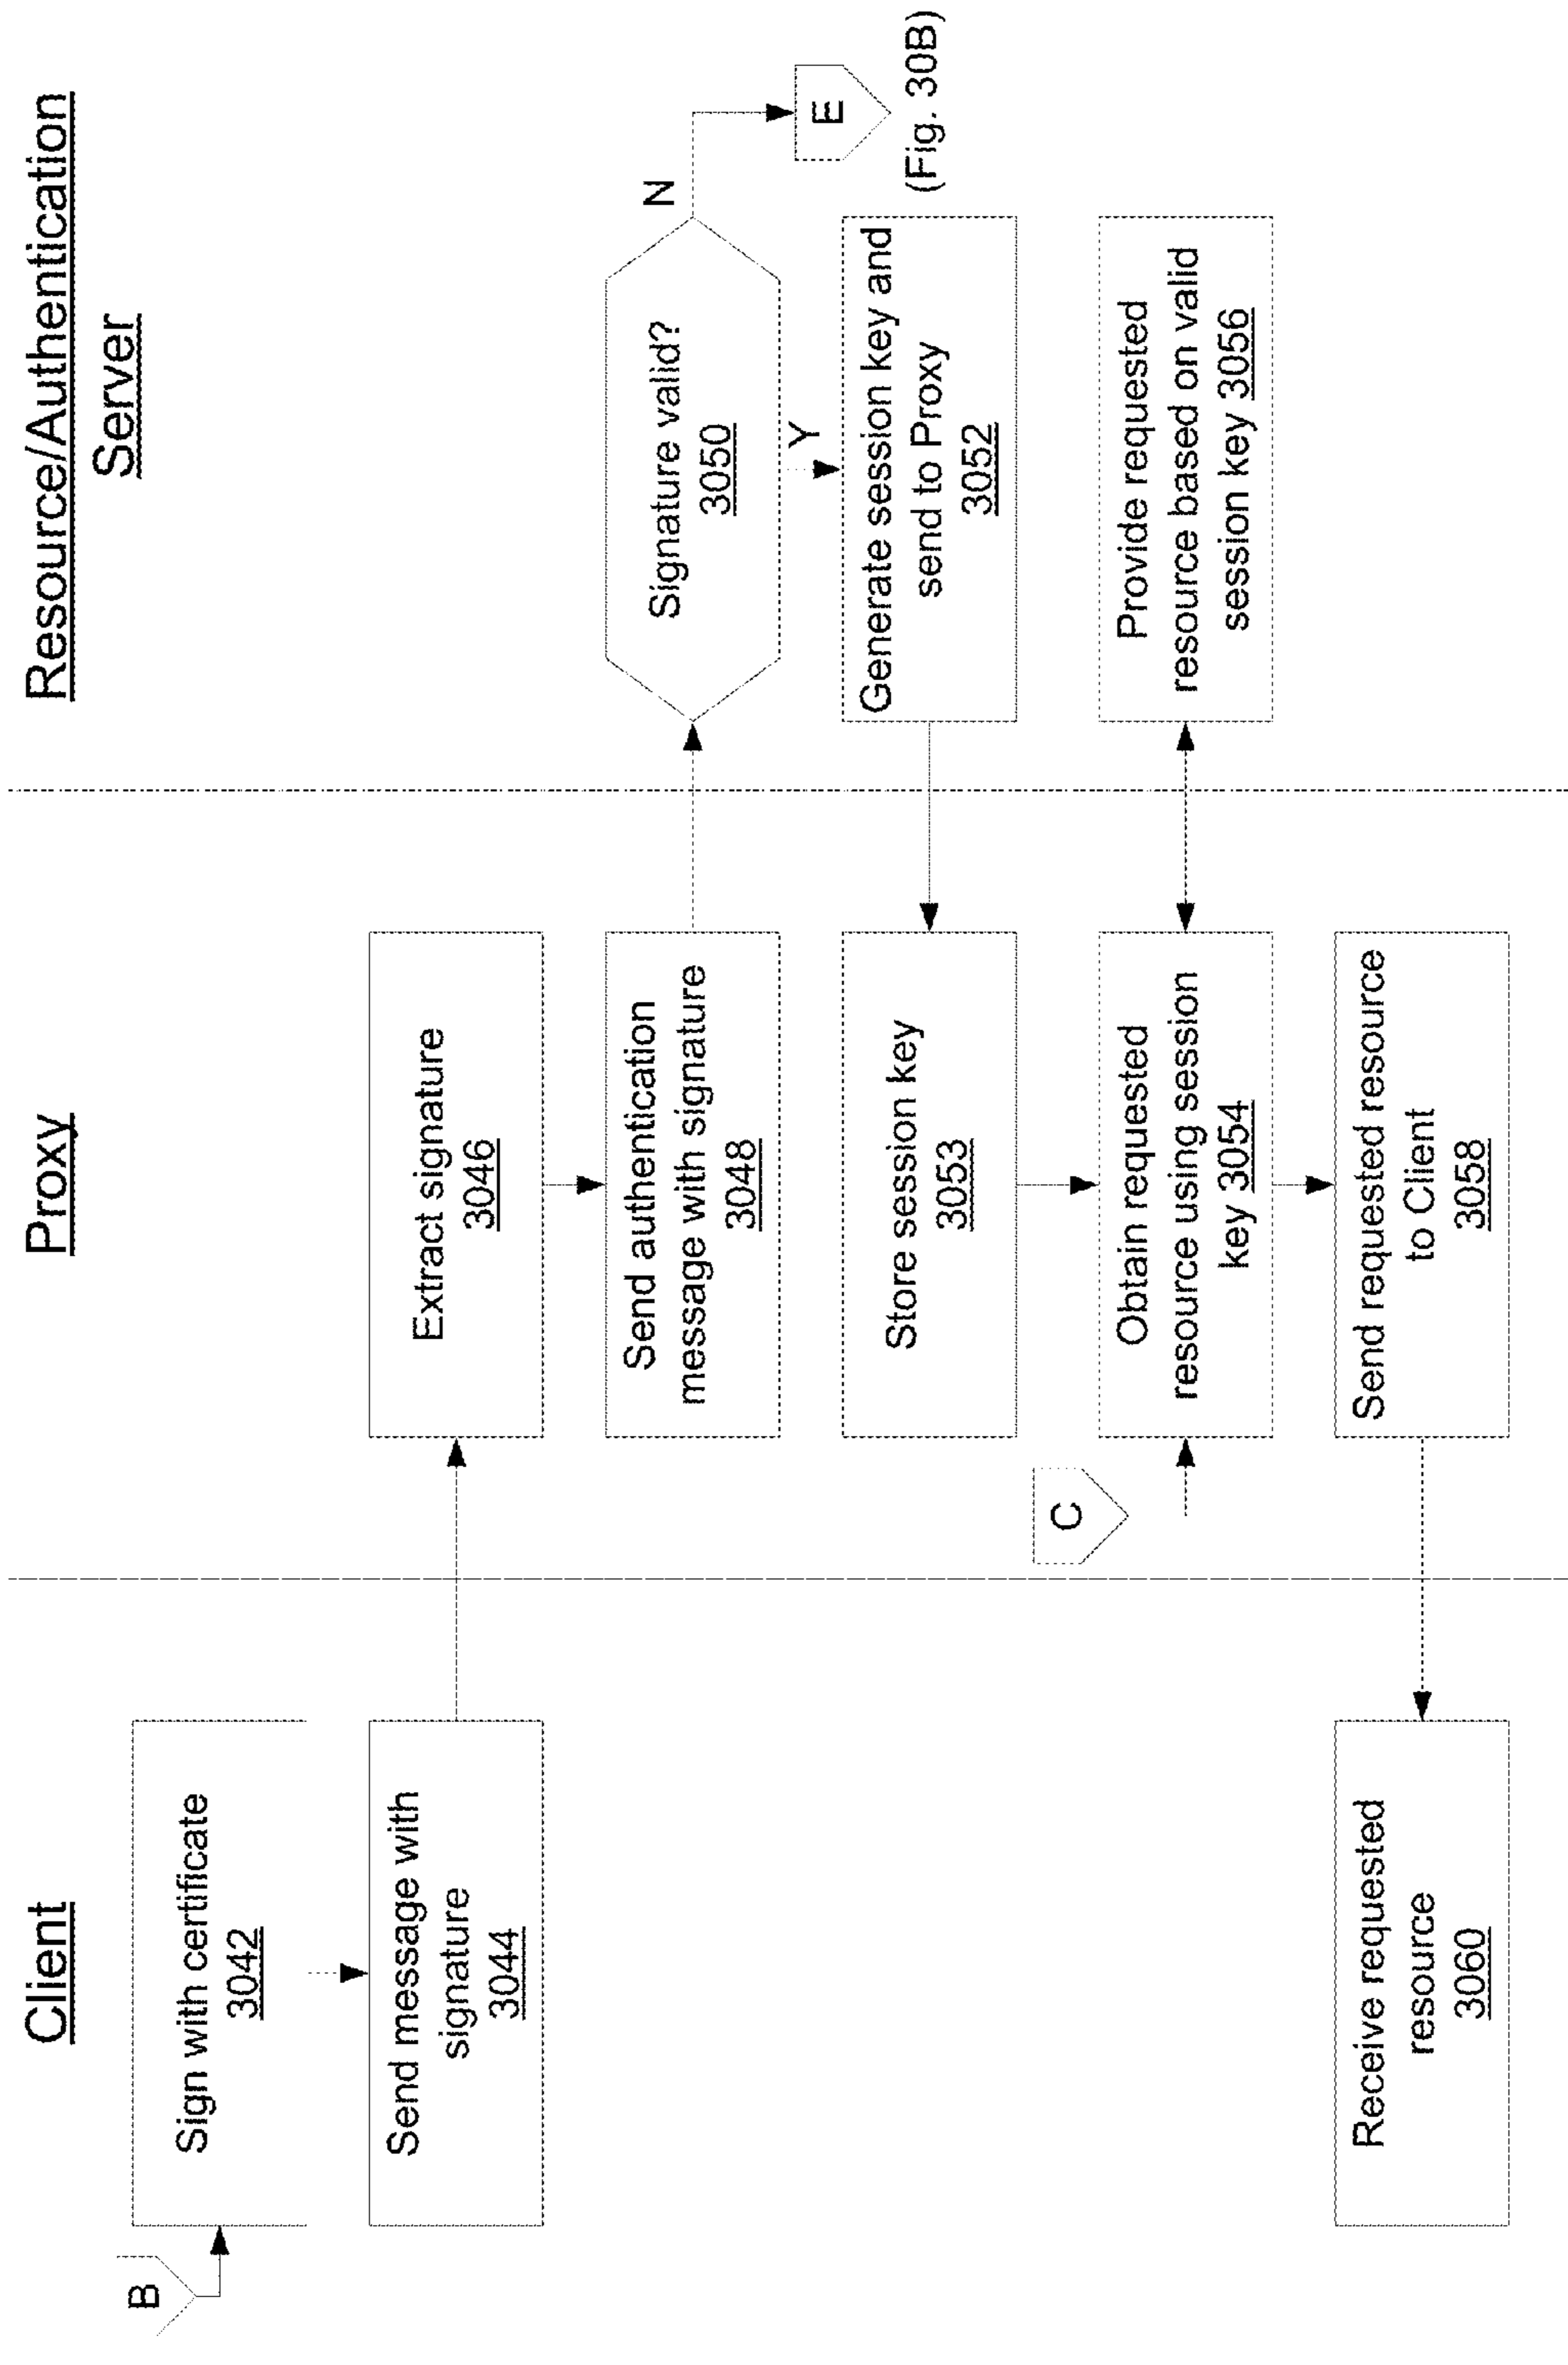 Client
Proxy
Resource/Authentication
Server
B
Sign with certificate
3042
Send message with
signature
3044
Extract signature
3046
Send authentication
message with signature
3048
Signature valid?
3050
N
Y
E
(Fig. 30B)
Generate session key and
send to Proxy
3052
Store session key
3053
C
Obtain requested
resource using session
key 3054
Provide requested
resource based on valid
session key 3056
Send requested resource
to Client
3058
Receive requested
resource
3060